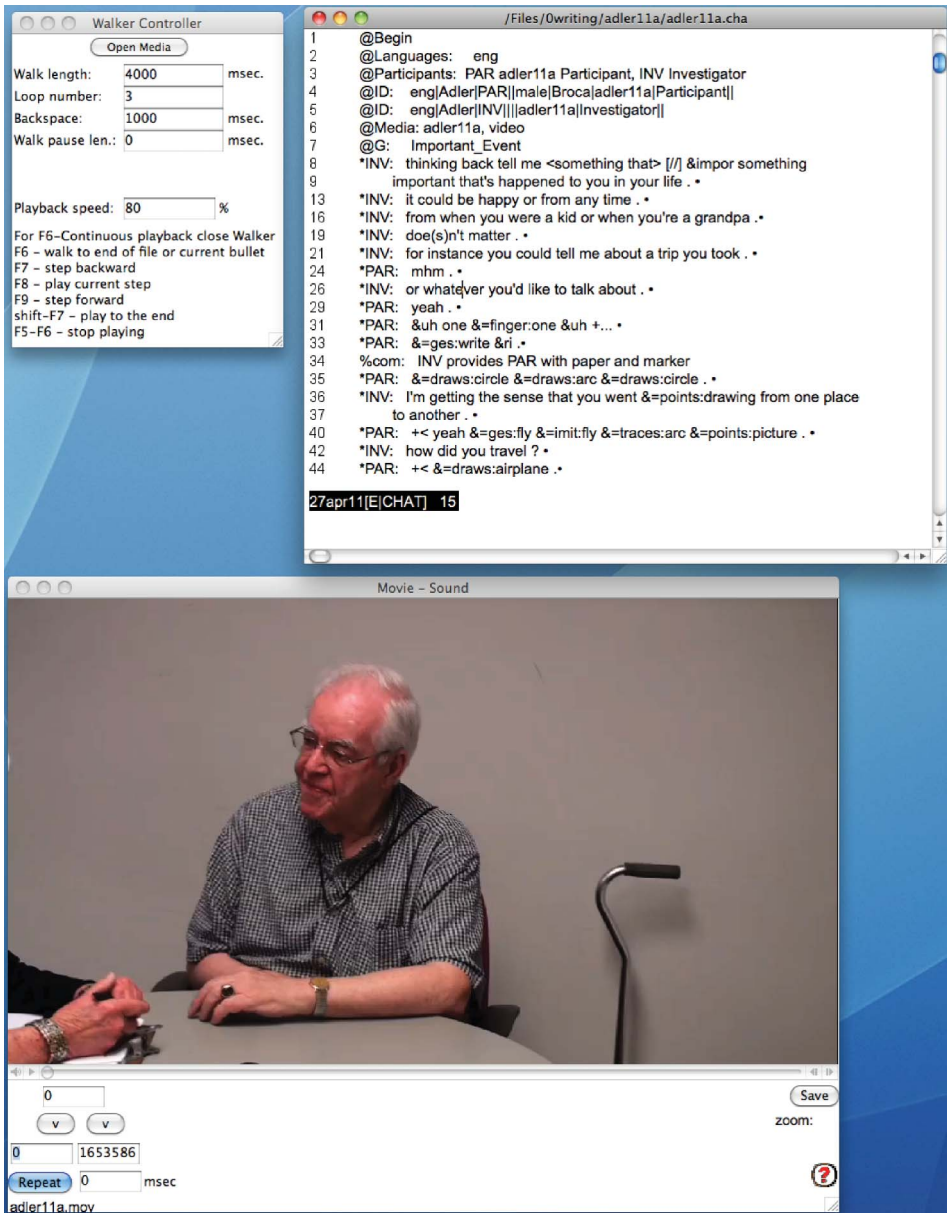 Walker Controller
Open Media
Walk length: 4000 msec.
Loop number: 3
Backspace: 1000 msec.
Walk pause len.: 0 msec.
Playback speed: 80 %
For F6-Continuous playback close Walker
F6 – walk to end of file or current bullet
F7 – step backward
F8 – play current step
F9 – step forward
shift-F7 – play to the end
F5-F6 – stop playing
/Files/0writing/adler11a/adler11a.cha
1 @Begin
2 @Languages: eng
3 @Participants: PAR adler11a Participant, INV Investigator
4 @ID: eng|Adler|PAR||male|Broca|adler11a|Participant||
5 @ID: eng|Adler|INV||||adler11a|Investigator||
6 @Media: adler11a, video
7 @G: Important_Event
8 *INV: thinking back tell me <something that> [//] &impor something
9 important that's happened to you in your life . •
13 *INV: it could be happy or from any time . •
16 *INV: from when you were a kid or when you're a grandpa .•
19 *INV: doe(s)n't matter . •
21 *INV: for instance you could tell me about a trip you took . •
24 *PAR: mhm . •
26 *INV: or whatever you'd like to talk about . •
29 *PAR: yeah . •
31 *PAR: &uh one &=finger:one &uh +... •
33 *PAR: &=ges:write &ri .•
34 %com: INV provides PAR with paper and marker
35 *PAR: &=draws:circle &=draws:arc &=draws:circle . •
36 *INV: I'm getting the sense that you went &=points:drawing from one place
37 to another . •
40 *PAR: +< yeah &=ges:fly &=imit:fly &=traces:arc &=points:picture . •
42 *INV: how did you travel ? •
44 *PAR: +< &=draws:airplane .•
27apr11[E|CHAT] 15
Movie – Sound
0
Save
v v
zoom:
0 1653586
Repeat 0 msec
?
adler11a.mov